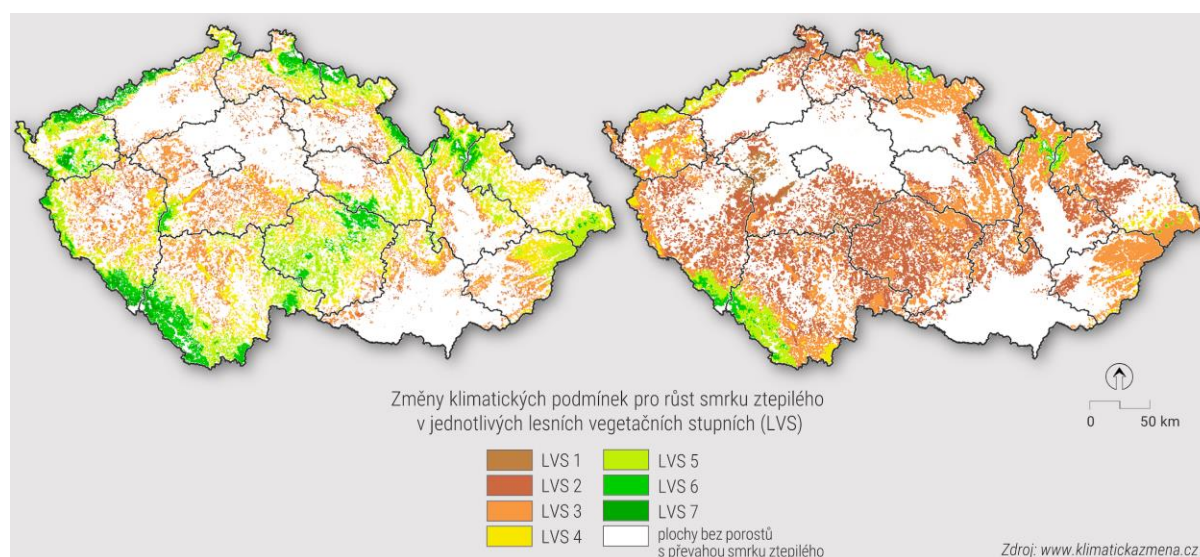 Změny klimatických podmínek pro růst smrku ztepilého
v jednotlivých lesních vegetačních stupních (LVS)
LVS 1
LVS 2
LVS 3
LVS 4
LVS 5
LVS 6
LVS 7
plochy bez porostů
s převahou smrku ztepilého
0 50 km
Zdroj: www.klimatickazmena.cz